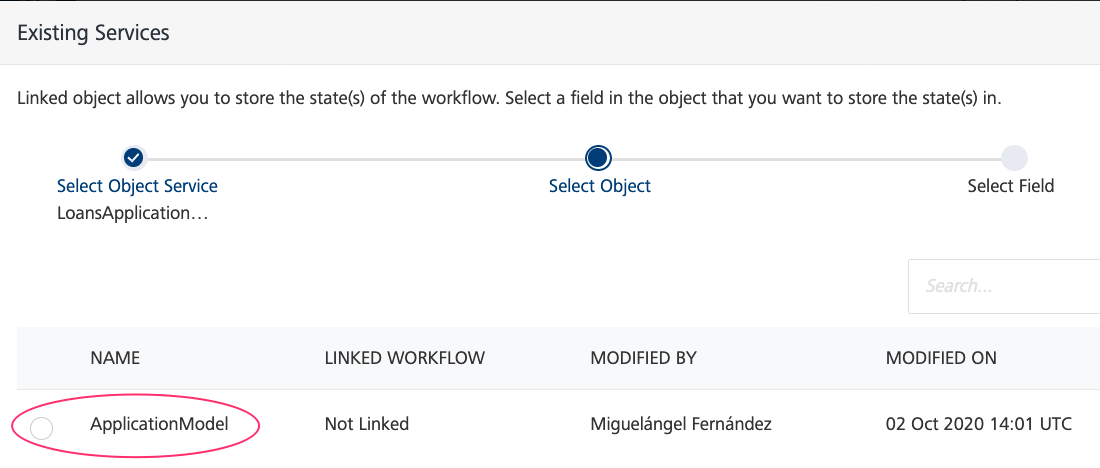 Existing Services
Linked object allows you to store the state(s) of the workflow. Select a field in the object that you want to store the state(s) in.
Select Object Service
Select Object
Select Field
LoansApplication...
Search...
NAME LINKED WORKFLOW MODIFIED BY MODIFIED ON
ApplicationModel Not Linked Miguelángel Fernández 02 Oct 2020 14:01 UTC